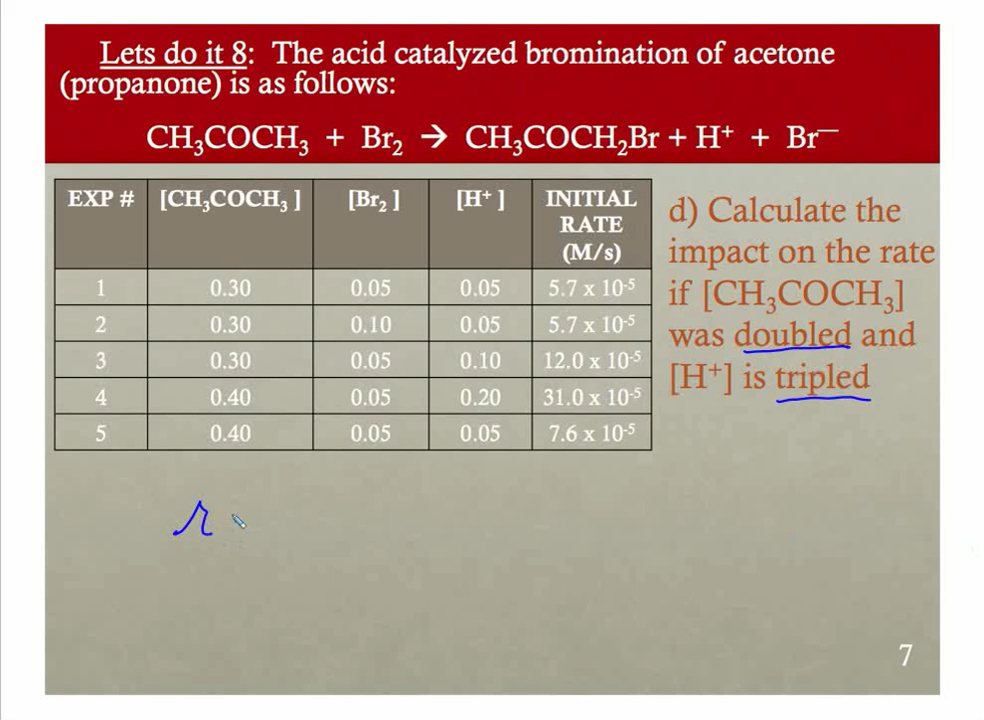 Lets do it 8: The acid catalyzed bromination of acetone
(propanone) is as follows:
CH₃COCH₃ + Br₂ → CH₃COCH₂Br + H⁺ + Br⁻
EXP # [CH₃COCH₃ ] [Br₂ ] [H⁺ ] INITIAL RATE (M/s)
1 0.30 0.05 0.05 5.7 x 10⁻⁵
2 0.30 0.10 0.05 5.7 x 10⁻⁵
3 0.30 0.05 0.10 12.0 x 10⁻⁵
4 0.40 0.05 0.20 31.0 x 10⁻⁵
5 0.40 0.05 0.05 7.6 x 10⁻⁵
d) Calculate the
impact on the rate
if [CH₃COCH₃]
was doubled and
[H⁺] is tripled
r
7